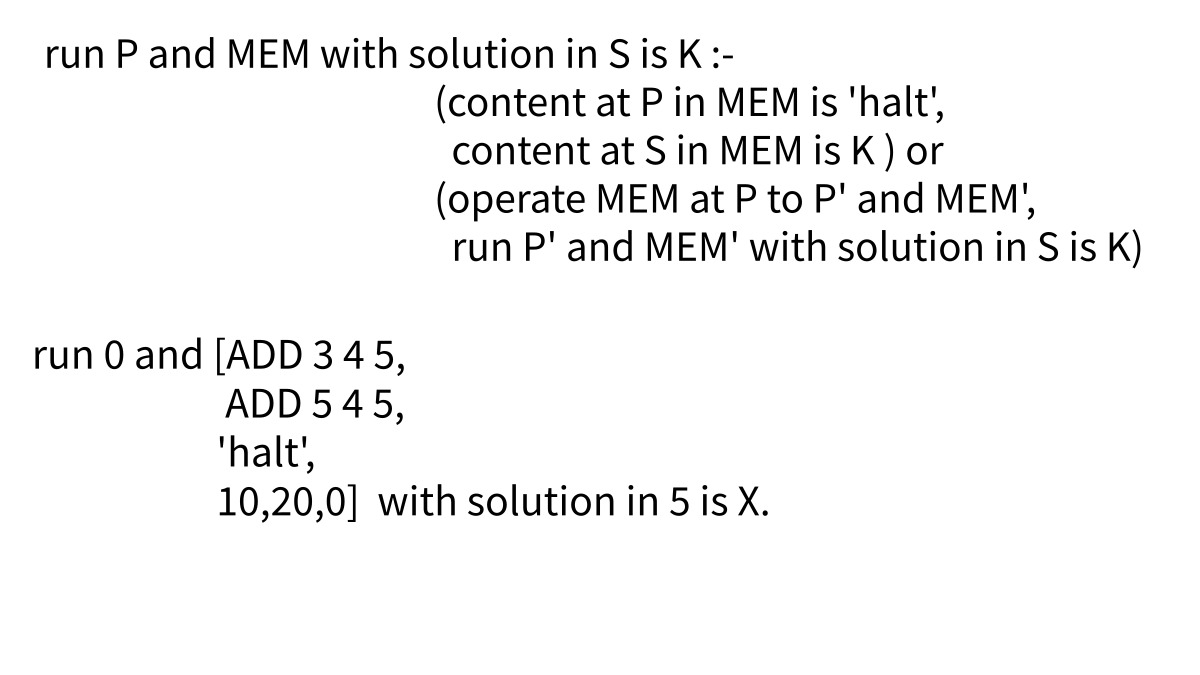 run P and MEM with solution in S is K :-
(content at P in MEM is 'halt',
content at S in MEM is K ) or
(operate MEM at P to P' and MEM',
run P' and MEM' with solution in S is K)
run 0 and [ADD 3 4 5,
ADD 5 4 5,
'halt',
10,20,0]  with solution in 5 is X.